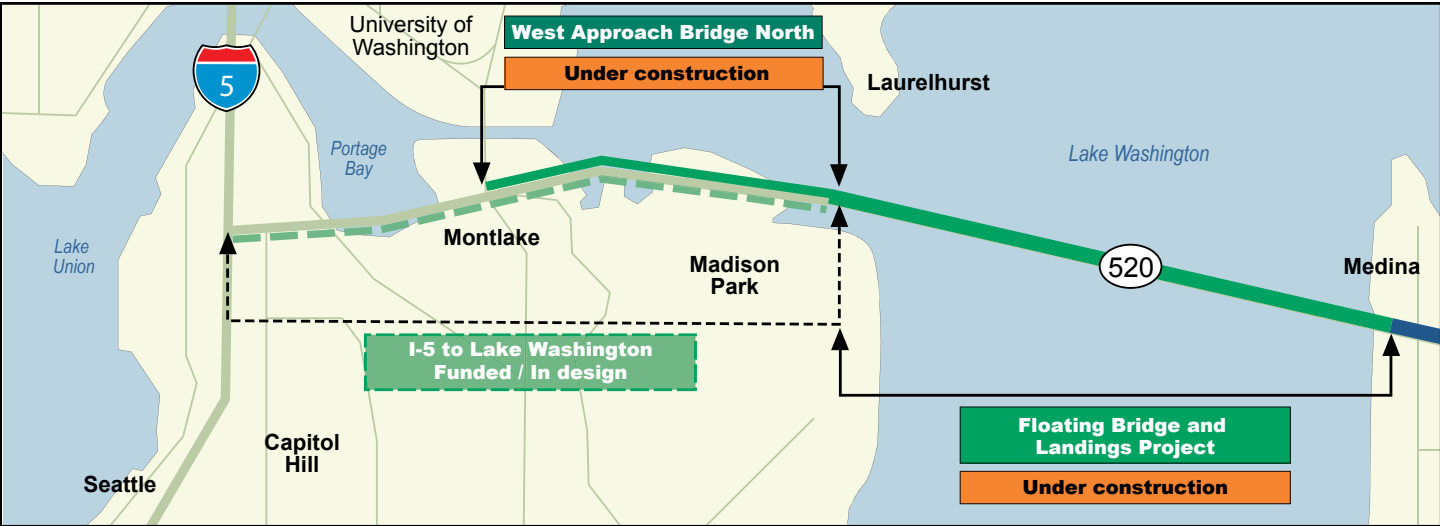 University of
Washington
West Approach Bridge North
Under construction
5
Laurelhurst
Portage
Bay
Lake Washington
Lake
Union
Montlake
Madison
Park
520
Medina
I-5 to Lake Washington
Funded / In design
Capitol
Hill
Seattle
Floating Bridge and
Landings Project
Under construction